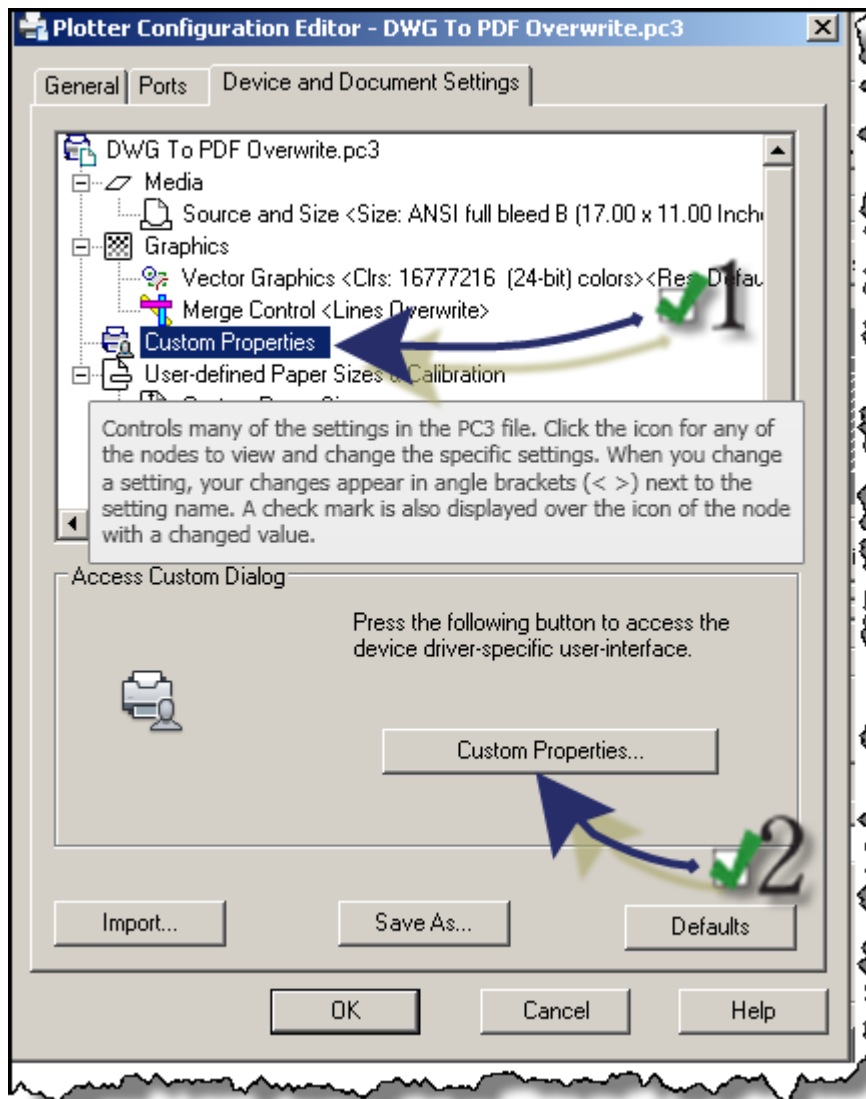 Plotter Configuration Editor - DWG To PDF Overwrite.pc3
General Ports Device and Document Settings
DWG To PDF Overwrite.pc3
Media
Source and Size <Size: ANSI full bleed B (17.00 x 11.00
Graphics
Vector Graphics <Clrs: 16777216 (24-bit) colors>
Merge Control <Lines Overwrite>
1
Custom Properties
User-defined Paper Sizes & Calibration
Controls many of the settings in the PC3 file. Click the icon for any of
the nodes to view and change the specific settings. When you change
a setting, your changes appear in angle brackets (< >) next to the
setting name. A check mark is also displayed over the icon of the node
with a changed value.
Access Custom Dialog
Press the following button to access the
device driver-specific user-interface.
Custom Properties...
2
Import... Save As... Defaults
OK Cancel Help